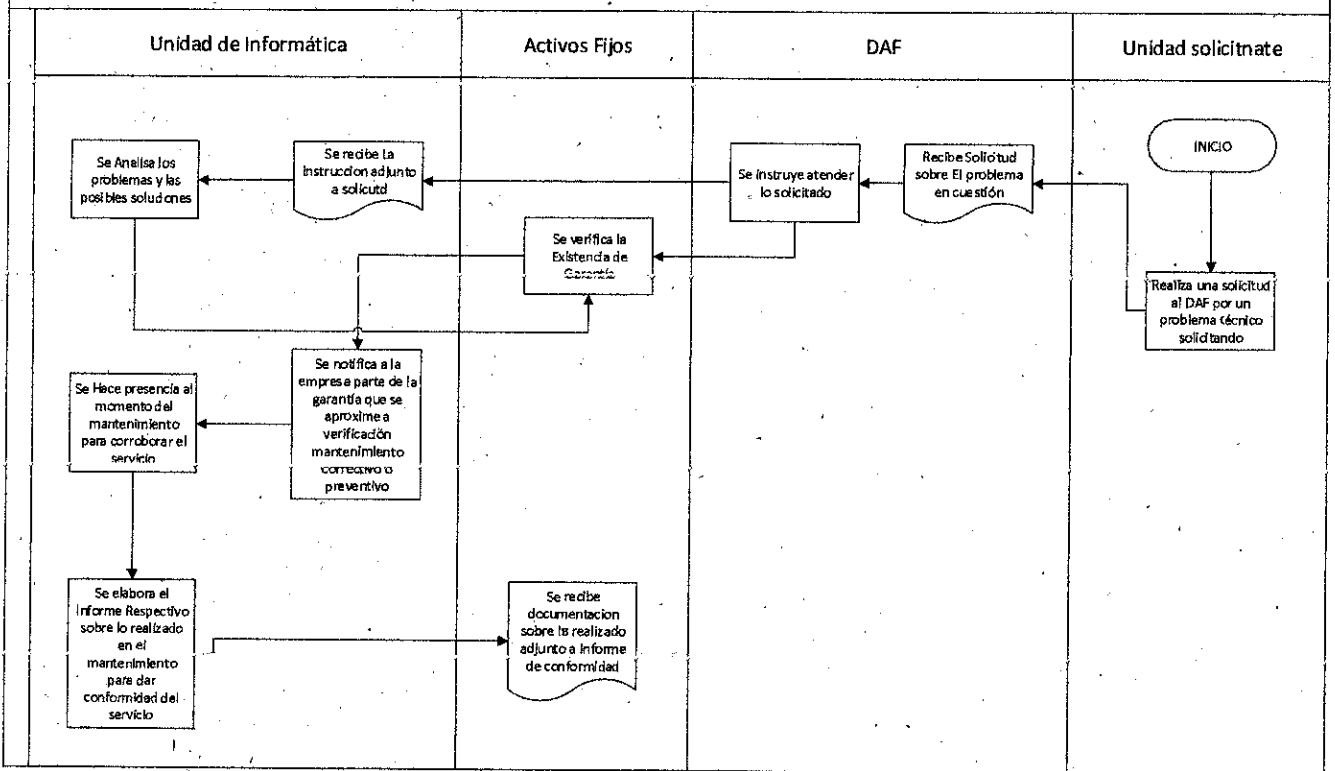 Unidad de Informática
Activos Fijos
DAF
Unidad solicitnate
Se Analisa los
problemas y las
posibles soluciones
Se recibe La
Instruccion adjunto
a solicutd
Se instruye atender
lo solicitado
Recibe Solicitud
sobre El problema
en cuestión
INICIO
Se verifica la
Existencia de
Garantía
Realiza una solicitud
al DAF por un
problema técnico
solicitando
Se notifica a la
empresa parte de la
garantía que se
aproxime a
verificación
mantenimiento
correctivo o
preventivo
Se Hace presencia al
momento del
mantenimiento
para corroborar el
servicio
Se elabora el
Informe Respectivo
sobre lo realizado
en el
mantenimiento
para dar
conformidad del
servicio
Se recibe
documentacion
sobre lo realizado
adjunto a Informe
de conformidad